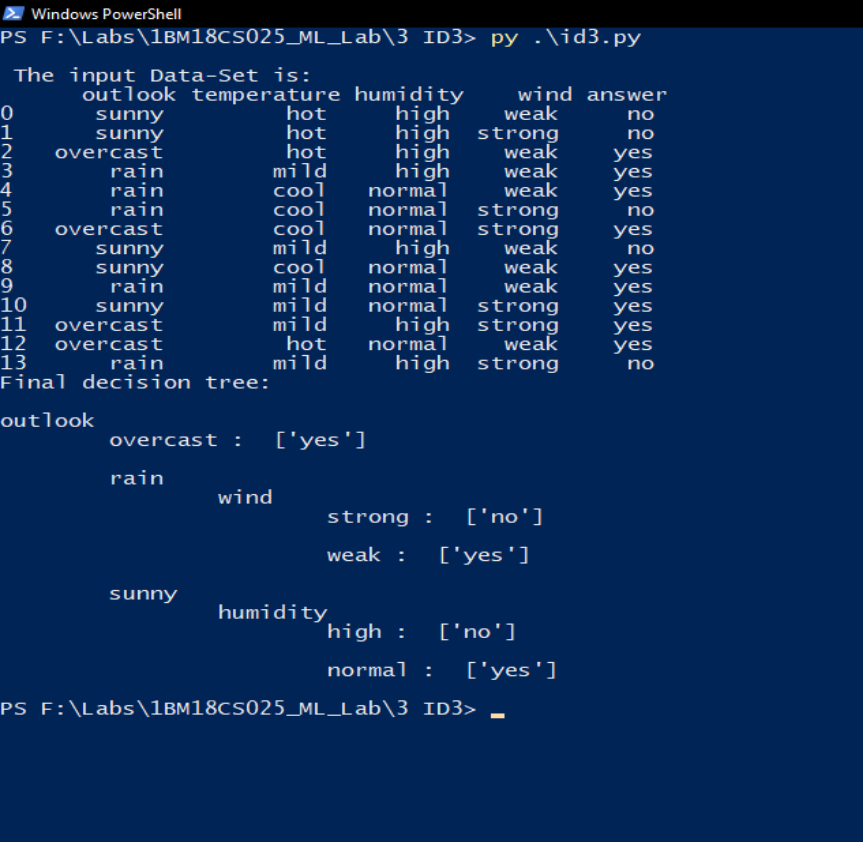 Windows PowerShell
PS F:\Labs\1BM18CS025_ML_Lab\3 ID3> py .\id3.py
The input Data-Set is:
outlook temperature humidity wind answer
0 sunny hot high weak no
1 sunny hot high strong no
2 overcast hot high weak yes
3 rain mild high weak yes
4 rain cool normal weak yes
5 rain cool normal strong no
6 overcast cool normal strong yes
7 sunny mild high weak no
8 sunny cool normal weak yes
9 rain mild normal weak yes
10 sunny mild normal strong yes
11 overcast mild high strong yes
12 overcast hot normal weak yes
13 rain mild high strong no
Final decision tree:
outlook
overcast : ['yes']
rain
wind
strong : ['no']
weak : ['yes']
sunny
humidity
high : ['no']
normal : ['yes']
PS F:\Labs\1BM18CS025_ML_Lab\3 ID3> _